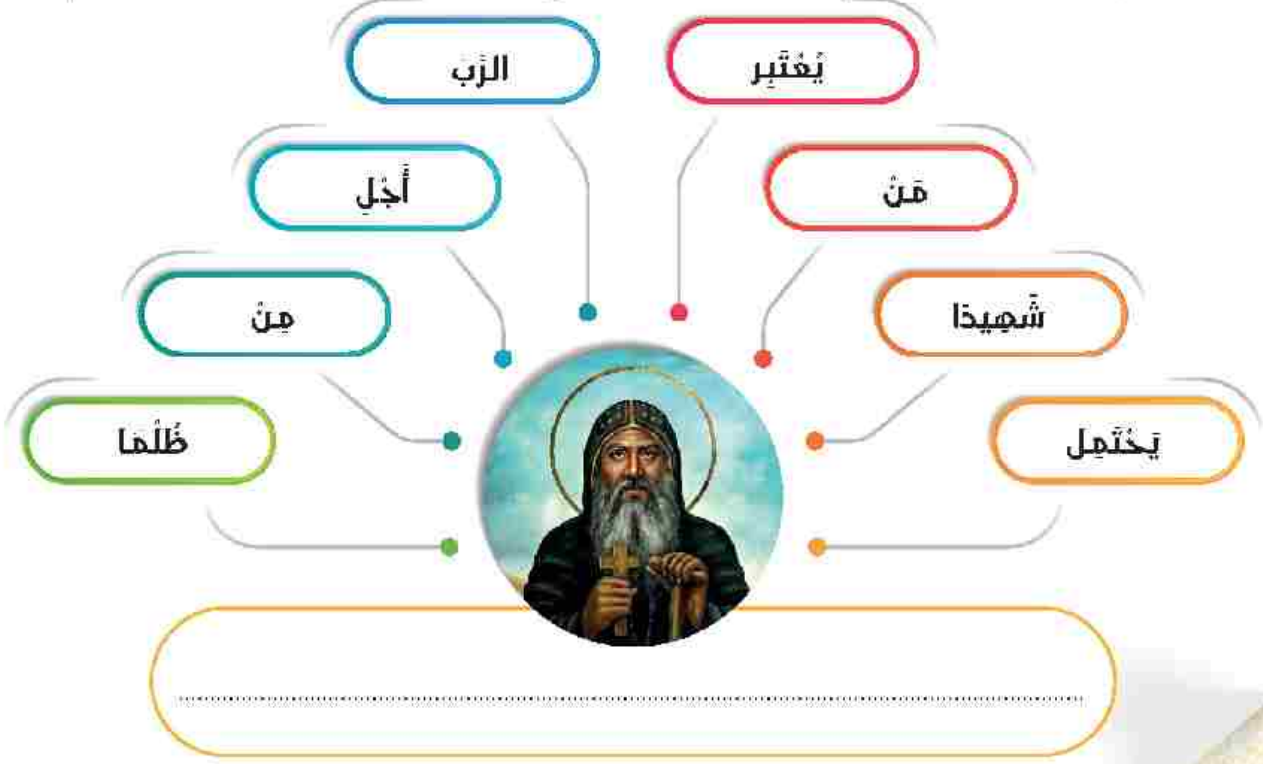 يُعْتَبِر
الرَّبَ
مَنْ
أَجْلِ
شَهِيدًا
مِنْ
يَحْتَمِل
ظُلْمَا